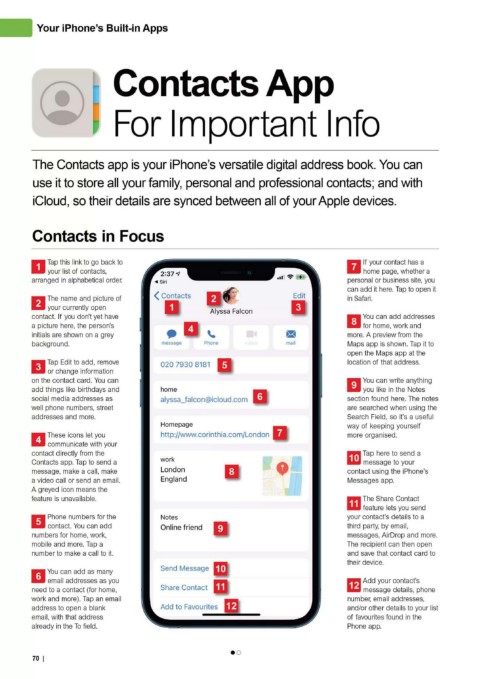 Your iPhone's Built-in Apps
Contacts App
For Important Info
The Contacts app is your iPhone's versatile digital address book. You can
use it to store all your family, personal and professional contacts; and with
iCloud, so their details are synced between all of your Apple devices.
Contacts in Focus
1 Tap this link to go back to
your list of contacts,
arranged in alphabetical order.
2 The name and picture of
your currently open
contact. If you don't yet have
a picture here, the person's
initials are shown on a grey
background.
3 Tap Edit to add, remove
or change information
on the contact card. You can
add things like birthdays and
social media addresses as
well phone numbers, street
addresses and more.
4 These icons let you
communicate with your
contact directly from the
Contacts app. Tap to send a
message, make a call, make
a video call or send an email.
A greyed icon means the
feature is unavailable.
5 Phone numbers for the
contact. You can add
numbers for home, work,
mobile and more. Tap a
number to make a call to it.
6 You can add as many
email addresses as you
need to a contact (for home,
work and more). Tap an email
address to open a blank
email, with that address
already in the To field.
2:37
Siri
Contacts 2 Edit
1 3
Alyssa Falcon
4
message Phone mail
020 7930 8181 5
home
alyssa_falcon@icloud.com 6
Homepage
http://www.corinthia.com/London 7
work
London 8
England
Notes
Online friend 9
Send Message 10
Share Contact 11
Add to Favourites 12
7 If your contact has a
home page, whether a
personal or business site, you
can add it here. Tap to open it
in Safari.
8 You can add addresses
for home, work and
more. A preview from the
Maps app is shown. Tap it to
open the Maps app at the
location of that address.
9 You can write anything
you like in the Notes
section found here. The notes
are searched when using the
Search Field, so it's a useful
way of keeping yourself
more organised.
10 Tap here to send a
message to your
contact using the iPhone's
Messages app.
11 The Share Contact
feature lets you send
your contact's details to a
third party, by email,
messages, AirDrop and more.
The recipient can then open
and save that contact card to
their device.
12 Add your contact's
message details, phone
number, email addresses,
and/or other details to your list
of favourites found in the
Phone app.
70 |